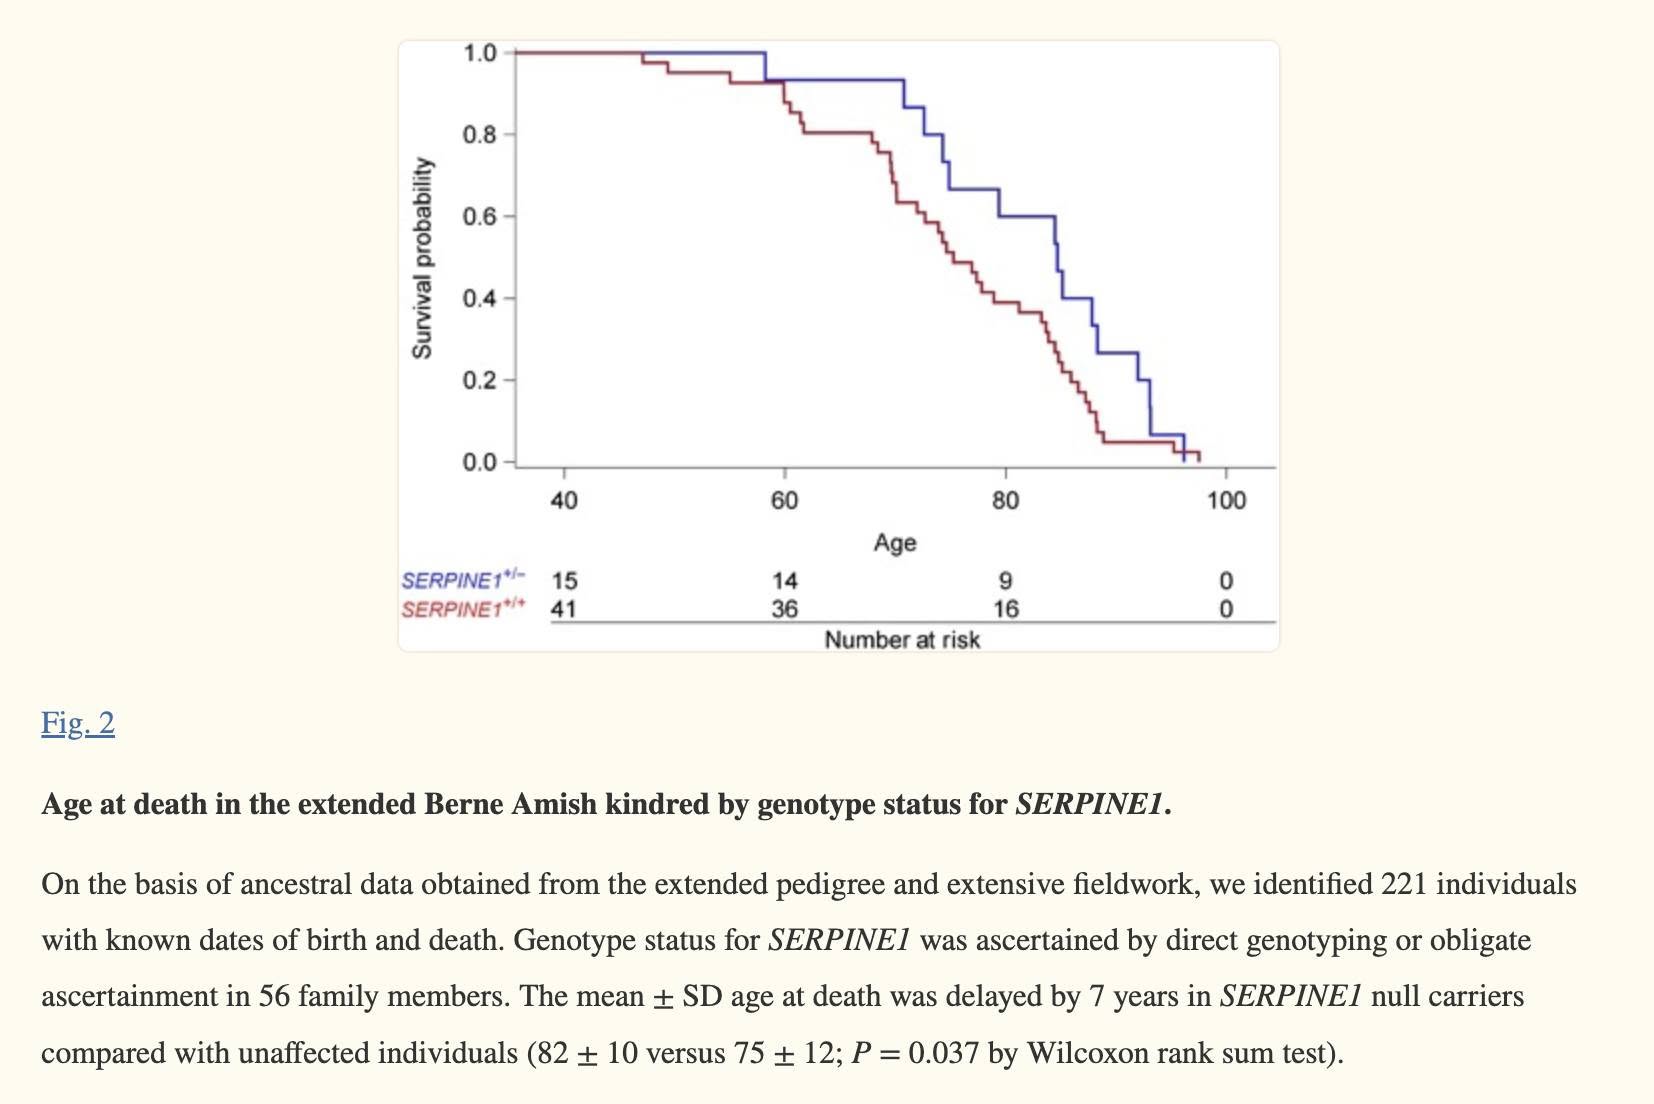 1.0
0.8
0.6
0.4
0.2
0.0
Survival probability
40 60 80 100
Age
SERPINE1+/– 15 14 9 0
SERPINE1+/+ 41 36 16 0
Number at risk
Fig. 2
Age at death in the extended Berne Amish kindred by genotype status for SERPINE1.
On the basis of ancestral data obtained from the extended pedigree and extensive fieldwork, we identified 221 individuals
with known dates of birth and death. Genotype status for SERPINE1 was ascertained by direct genotyping or obligate
ascertainment in 56 family members. The mean ± SD age at death was delayed by 7 years in SERPINE1 null carriers
compared with unaffected individuals (82 ± 10 versus 75 ± 12; P = 0.037 by Wilcoxon rank sum test).